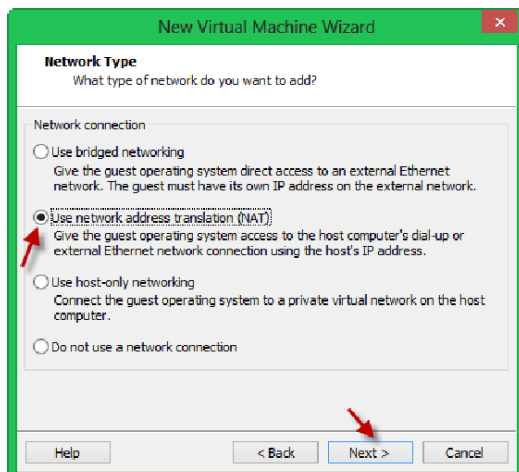 New Virtual Machine Wizard
Network Type
What type of network do you want to add?
Network connection
Use bridged networking
Give the guest operating system direct access to an external Ethernet
network. The guest must have its own IP address on the external network.
Use network address translation (NAT)
Give the guest operating system access to the host computer's dial-up or
external Ethernet network connection using the host's IP address.
Use host-only networking
Connect the guest operating system to a private virtual network on the host
computer.
Do not use a network connection
Help < Back Next > Cancel